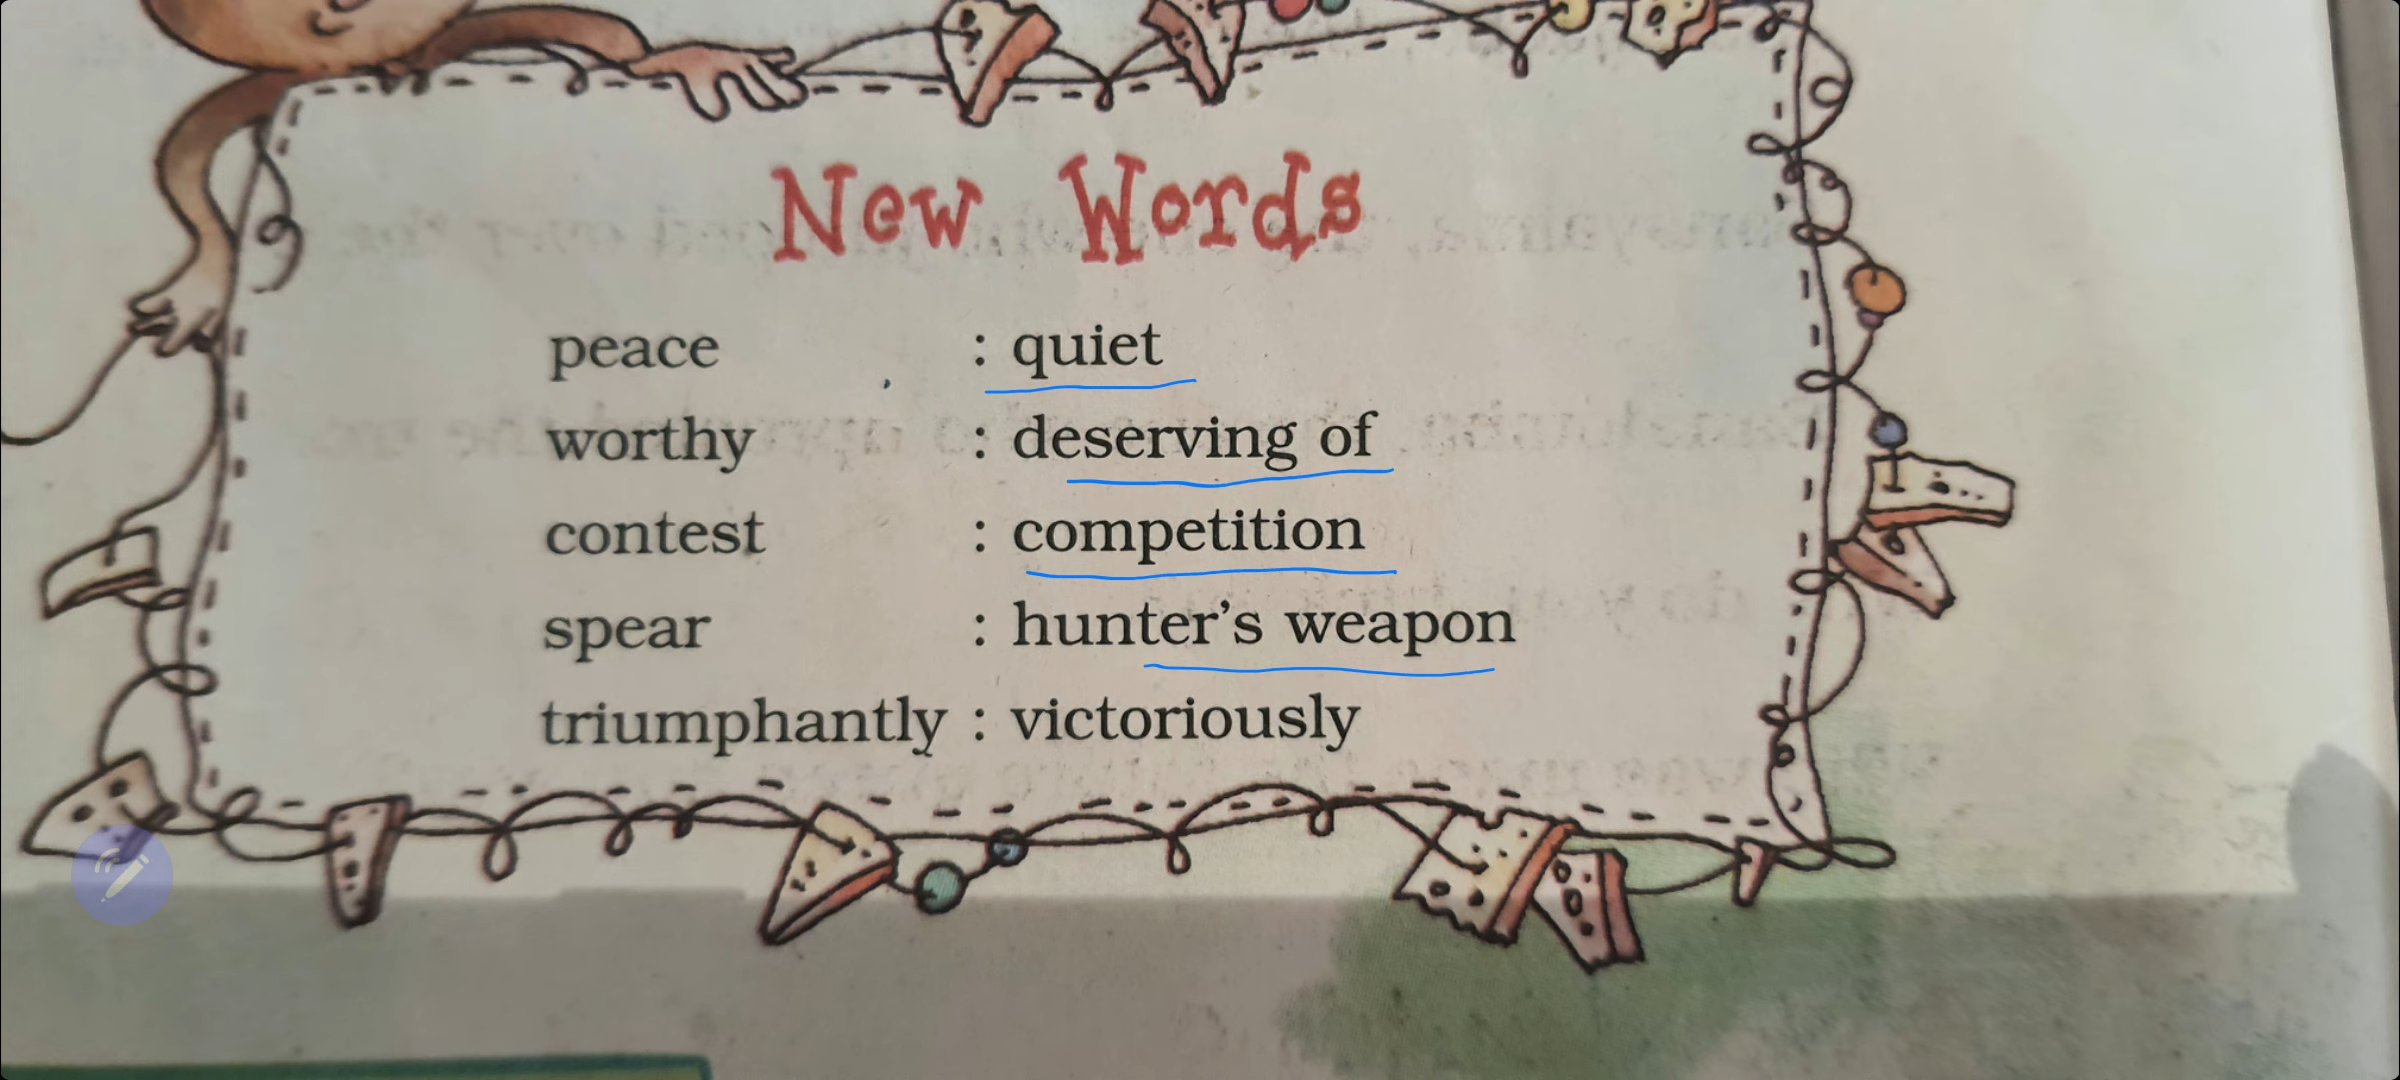 New Words
peace : quiet
worthy : deserving of
contest : competition
spear : hunter's weapon
triumphantly : victoriously